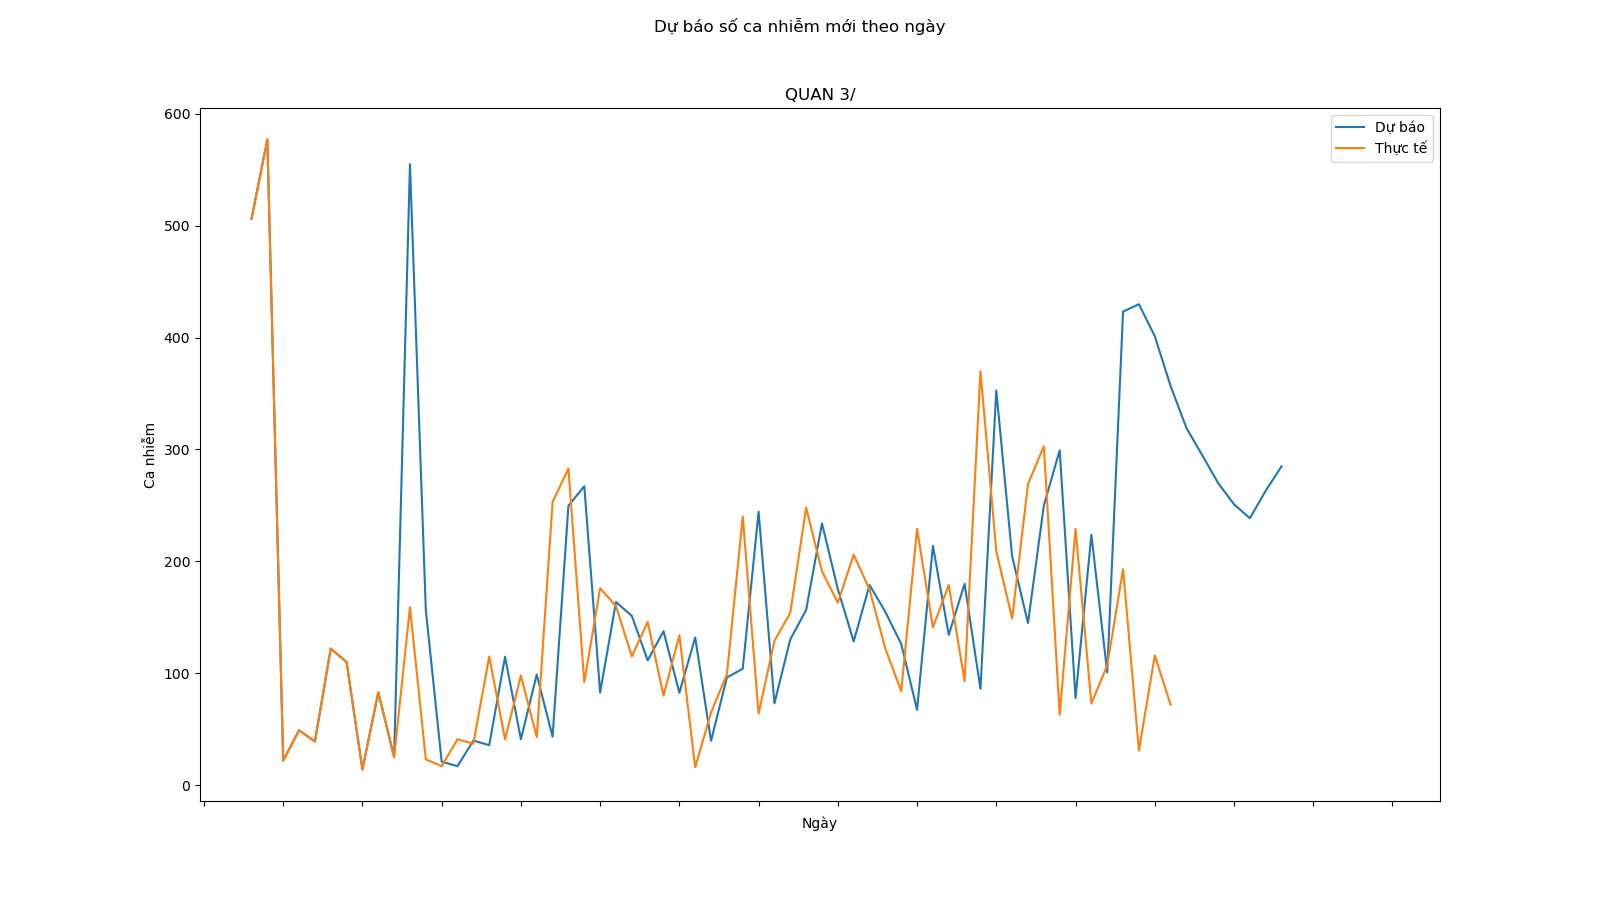 Dự báo số ca nhiễm mới theo ngày
QUAN 3/
600
500
400
300
200
100
0
Ca nhiễm
Dự báo
Thực tế
Ngày